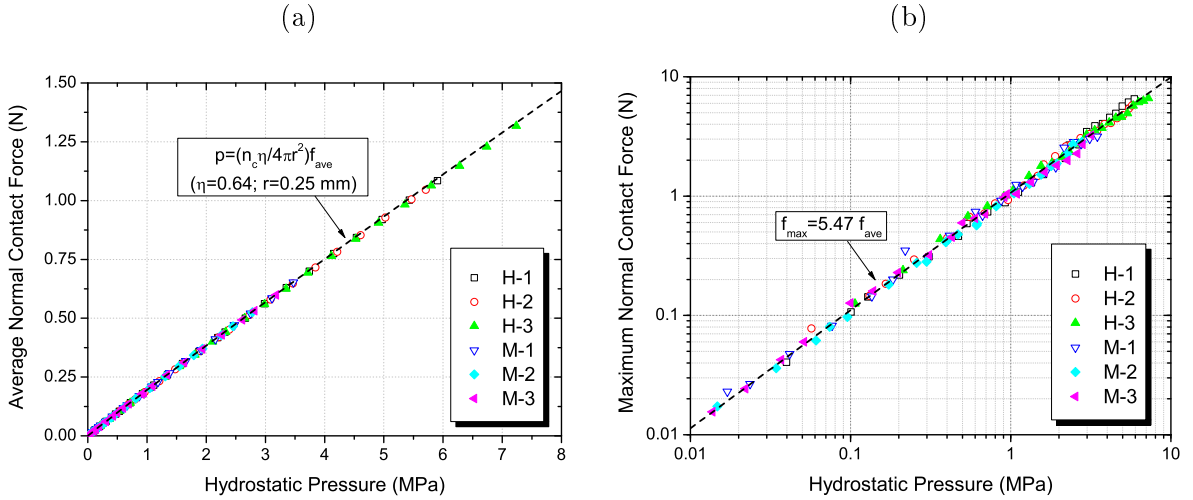 (a)
(b)
Average Normal Contact Force (N)
1.50
1.25
1.00
0.75
0.50
0.25
0.00
p=(n_cη/4πr²)f_ave
(η=0.64; r=0.25 mm)
H-1
H-2
H-3
M-1
M-2
M-3
0 1 2 3 4 5 6 7 8
Hydrostatic Pressure (MPa)
Maximum Normal Contact Force (N)
10
1
0.1
0.01
f_max=5.47 f_ave
H-1
H-2
H-3
M-1
M-2
M-3
0.01 0.1 1 10
Hydrostatic Pressure (MPa)